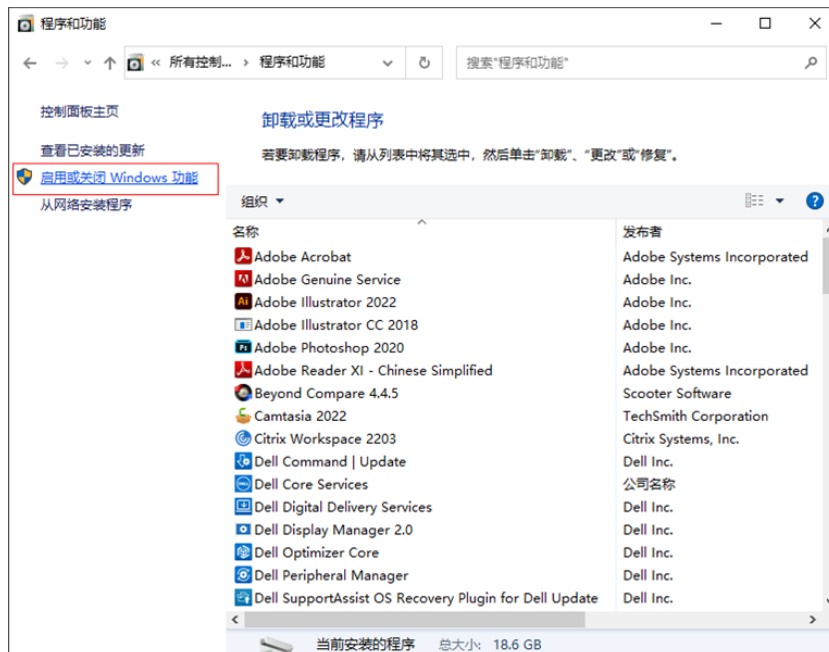 程序和功能
« 所有控制... › 程序和功能
搜索"程序和功能"
控制面板主页
查看已安装的更新
启用或关闭 Windows 功能
从网络安装程序
卸载或更改程序
若要卸载程序，请从列表中将其选中，然后单击"卸载"、"更改"或"修复"。
组织
名称 发布者
Adobe Acrobat Adobe Systems Incorporated
Adobe Genuine Service Adobe Inc.
Adobe Illustrator 2022 Adobe Inc.
Adobe Illustrator CC 2018 Adobe Inc.
Adobe Photoshop 2020 Adobe Inc.
Adobe Reader XI - Chinese Simplified Adobe Systems Incorporated
Beyond Compare 4.4.5 Scooter Software
Camtasia 2022 TechSmith Corporation
Citrix Workspace 2203 Citrix Systems, Inc.
Dell Command | Update Dell Inc.
Dell Core Services 公司名称
Dell Digital Delivery Services Dell Inc.
Dell Display Manager 2.0 Dell Inc.
Dell Optimizer Core Dell Inc.
Dell Peripheral Manager Dell Inc.
Dell SupportAssist OS Recovery Plugin for Dell Update Dell Inc.
当前安装的程序 总大小: 18.6 GB